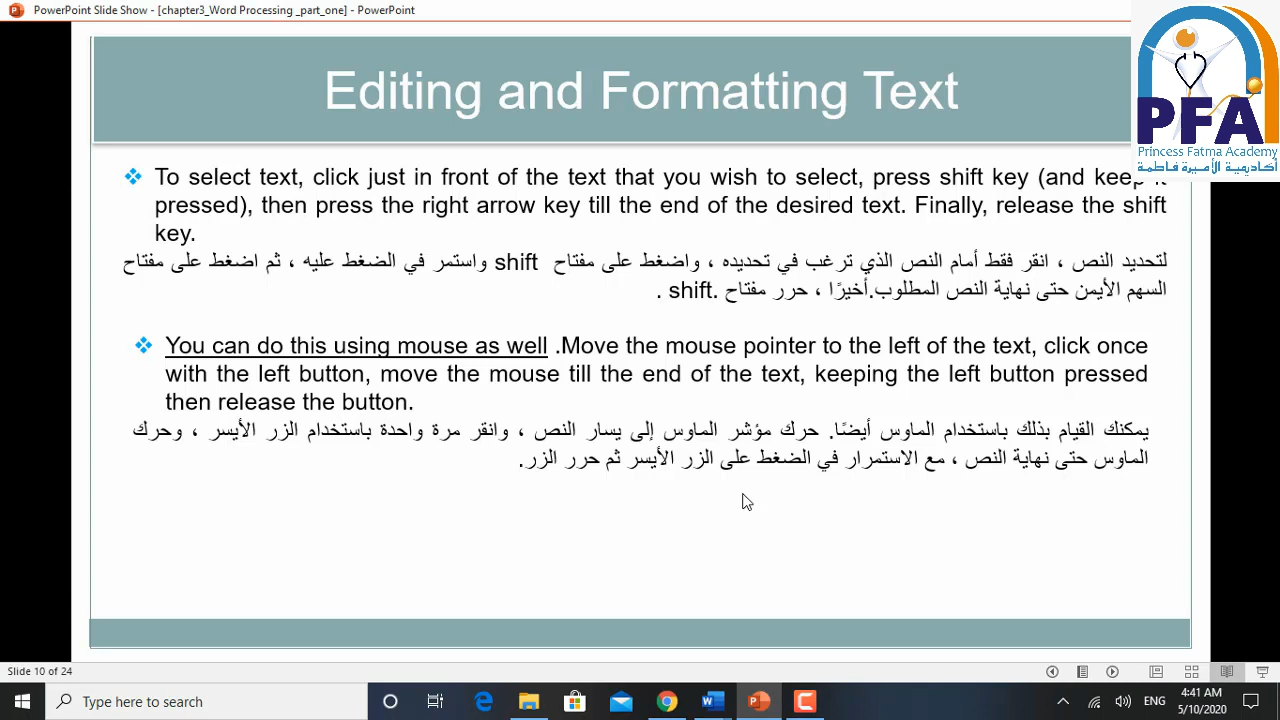 PowerPoint Slide Show - [chapter3_Word Processing _part_one] - PowerPoint
PFA
Princess Fatma Academy
أكاديمية الأميرة فاطمة
Editing and Formatting Text
To select text, click just in front of the text that you wish to select, press shift key (and keep it
pressed), then press the right arrow key till the end of the desired text. Finally, release the shift
key.
لتحديد النص ، انقر فقط أمام النص الذي ترغب في تحديده ، واضغط على مفتاح shift واستمر في الضغط عليه ، ثم اضغط على مفتاح
السهم الأيمن حتى نهاية النص المطلوب.أخيرًا ، حرر مفتاح .shift .
You can do this using mouse as well .Move the mouse pointer to the left of the text, click once
with the left button, move the mouse till the end of the text, keeping the left button pressed
then release the button.
يمكنك القيام بذلك باستخدام الماوس أيضًا. حرك مؤشر الماوس إلى يسار النص ، وانقر مرة واحدة باستخدام الزر الأيسر ، وحرك
الماوس حتى نهاية النص ، مع الاستمرار في الضغط على الزر الأيسر ثم حرر الزر.
Slide 10 of 24
Type here to search
ENG
4:41 AM
5/10/2020